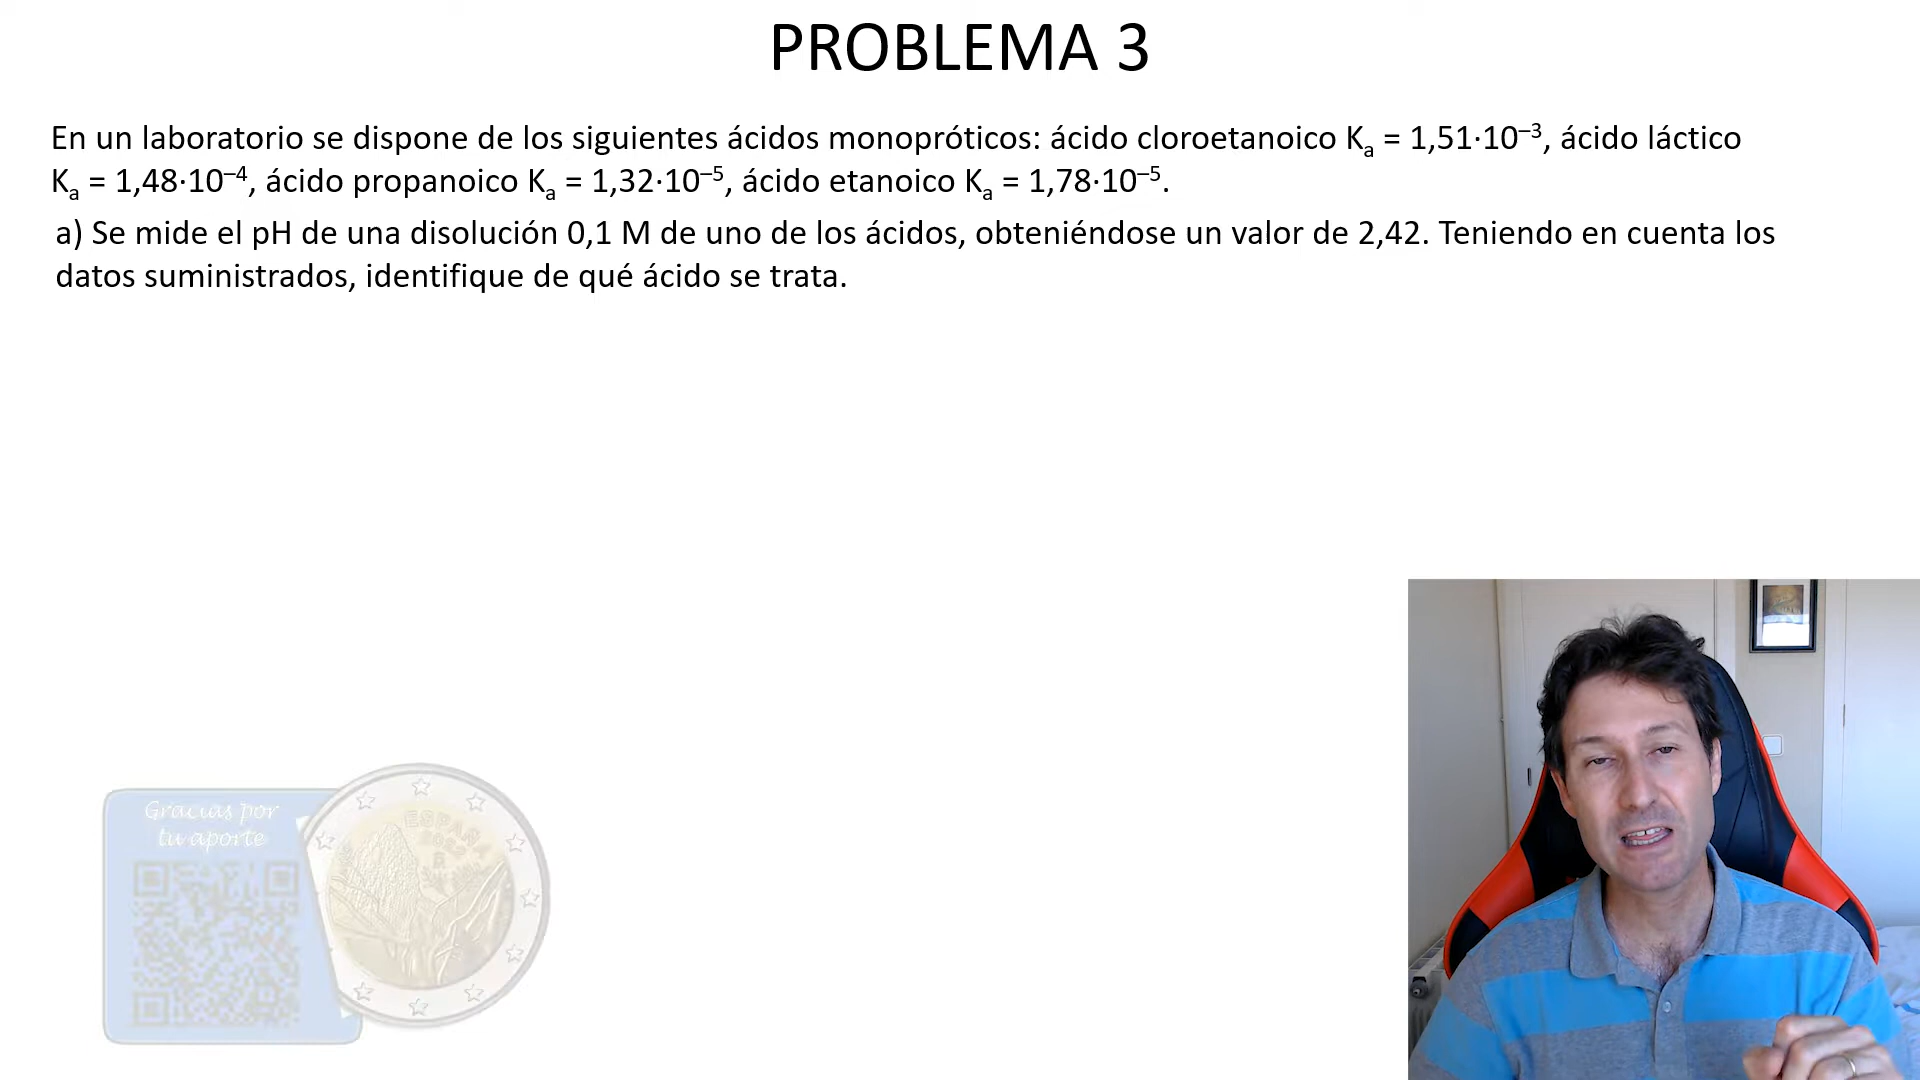 PROBLEMA 3
En un laboratorio se dispone de los siguientes ácidos monopróticos: ácido cloroetanoico Kₐ = 1,51·10⁻³, ácido láctico
Kₐ = 1,48·10⁻⁴, ácido propanoico Kₐ = 1,32·10⁻⁵, ácido etanoico Kₐ = 1,78·10⁻⁵.
a) Se mide el pH de una disolución 0,1 M de uno de los ácidos, obteniéndose un valor de 2,42. Teniendo en cuenta los
datos suministrados, identifique de qué ácido se trata.
Gracias por
tu aporte
ESPAÑA
2022